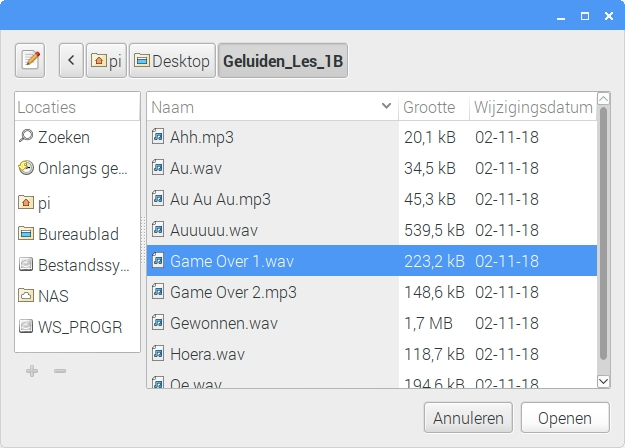 pi Desktop Geluiden_Les_1B
Locaties
Zoeken
Onlangs ge...
pi
Bureaublad
Bestandssy...
NAS
WS_PROGR
Naam Grootte Wijzigingsdatum
Ahh.mp3 20,1 kB 02-11-18
Au.wav 34,5 kB 02-11-18
Au Au Au.mp3 45,3 kB 02-11-18
Auuuuu.wav 539,5 kB 02-11-18
Game Over 1.wav 223,2 kB 02-11-18
Game Over 2.mp3 148,6 kB 02-11-18
Gewonnen.wav 1,7 MB 02-11-18
Hoera.wav 118,7 kB 02-11-18
Oe.wav 194,6 kB 02-11-18
Annuleren Openen